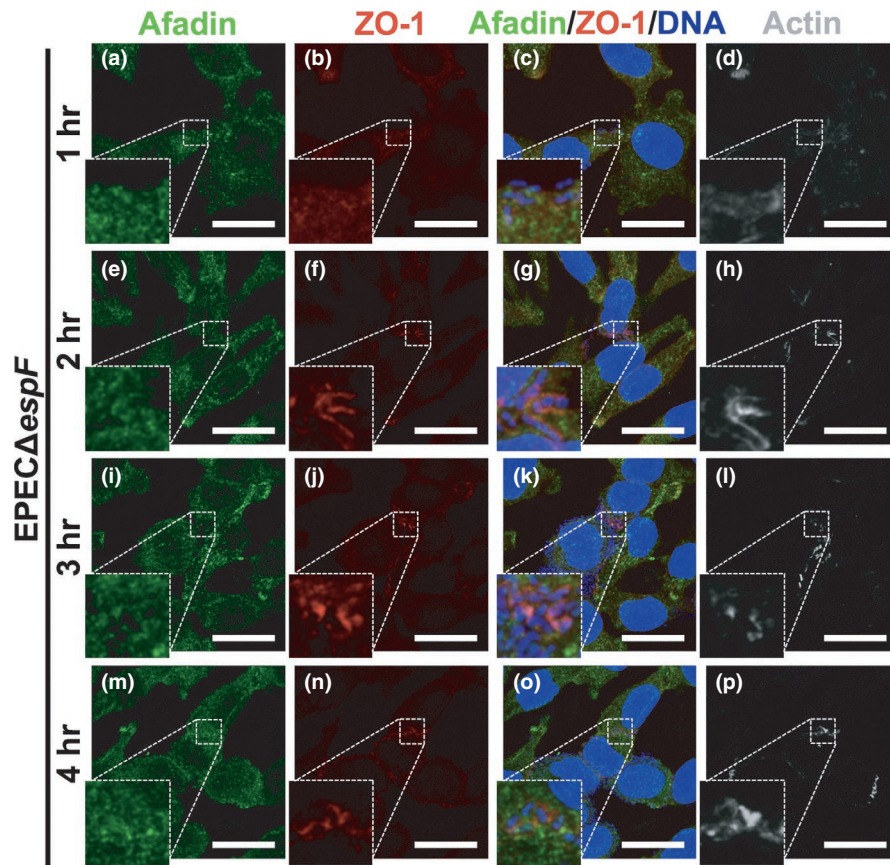 Afadin ZO-1 Afadin/ZO-1/DNA Actin
EPECΔespF
1 hr
(a) (b) (c) (d)
2 hr
(e) (f) (g) (h)
3 hr
(i) (j) (k) (l)
4 hr
(m) (n) (o) (p)